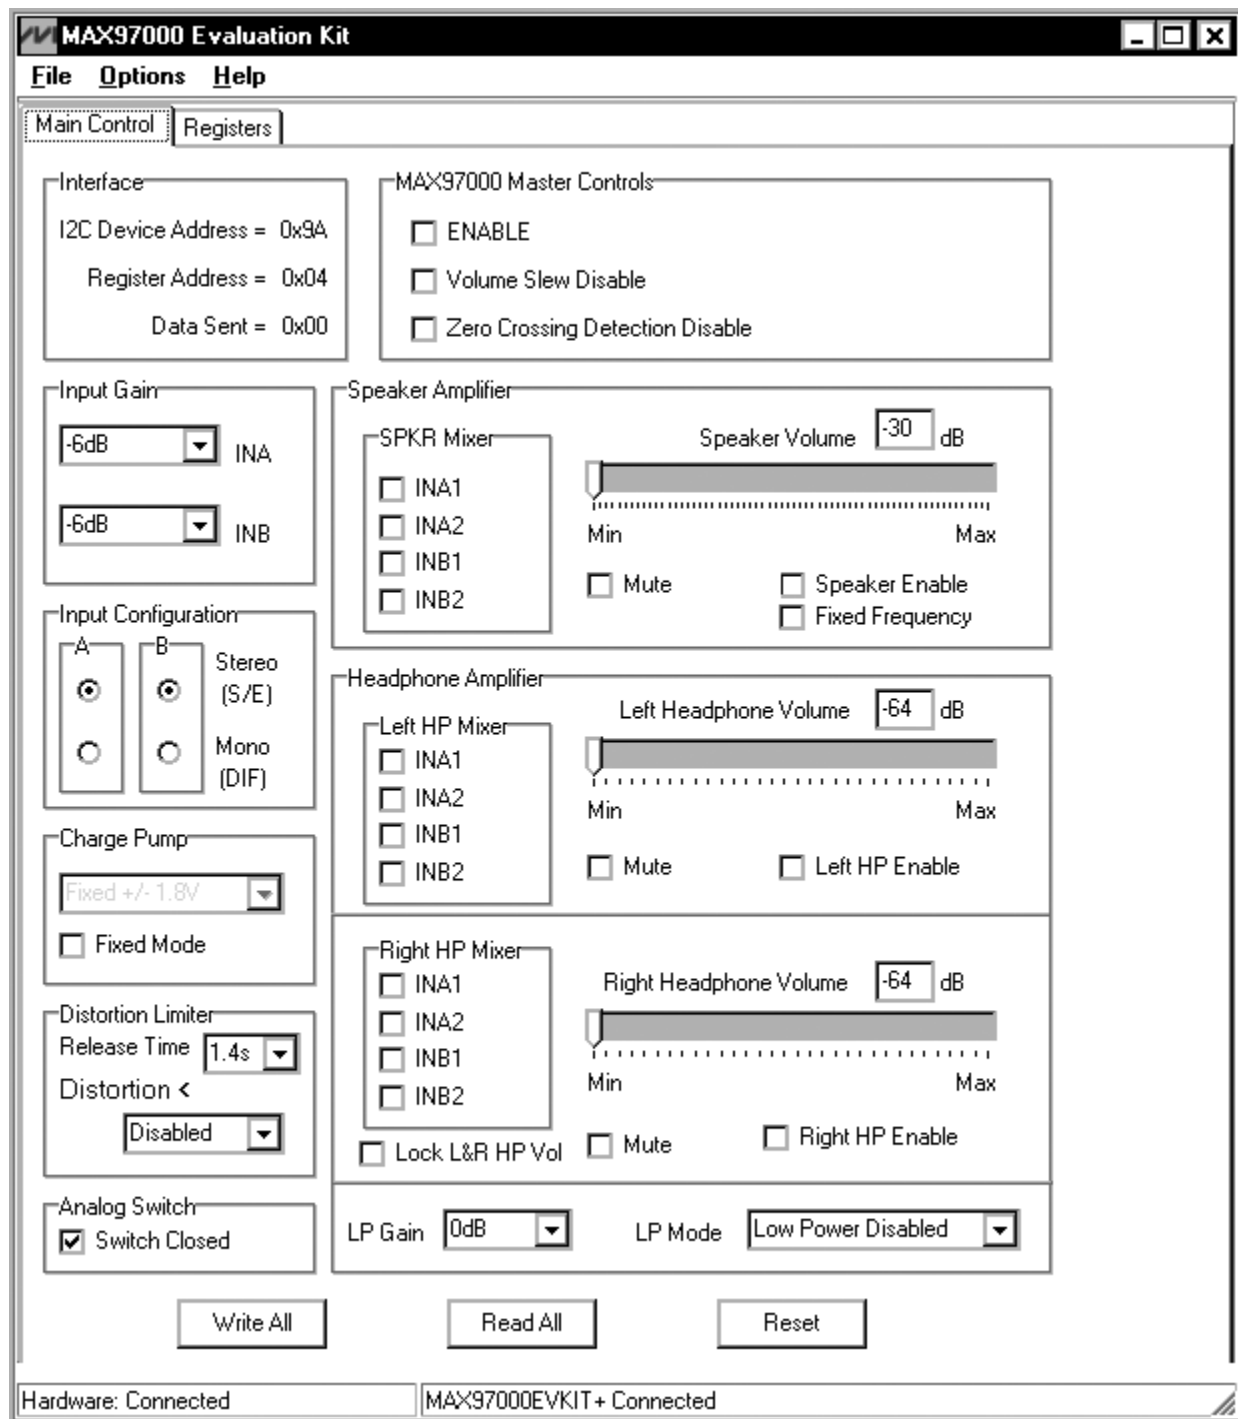 MAX97000 Evaluation Kit
File Options Help
Main Control Registers
Interface
I2C Device Address = 0x9A
Register Address = 0x04
Data Sent = 0x00
MAX97000 Master Controls
ENABLE
Volume Slew Disable
Zero Crossing Detection Disable
Input Gain
-6dB INA
-6dB INB
Speaker Amplifier
SPKR Mixer
INA1
INA2
INB1
INB2
Speaker Volume -30 dB
Min Max
Mute Speaker Enable
Fixed Frequency
Input Configuration
A B
Stereo
(S/E)
Mono
(DIF)
Headphone Amplifier
Left HP Mixer
INA1
INA2
INB1
INB2
Left Headphone Volume -64 dB
Min Max
Mute Left HP Enable
Charge Pump
Fixed +/- 1.8V
Fixed Mode
Right HP Mixer
INA1
INA2
INB1
INB2
Right Headphone Volume -64 dB
Min Max
Lock L&R HP Vol Mute Right HP Enable
Distortion Limiter
Release Time 1.4s
Distortion <
Disabled
Analog Switch
Switch Closed
LP Gain 0dB LP Mode Low Power Disabled
Write All Read All Reset
Hardware: Connected MAX97000EVKIT+ Connected